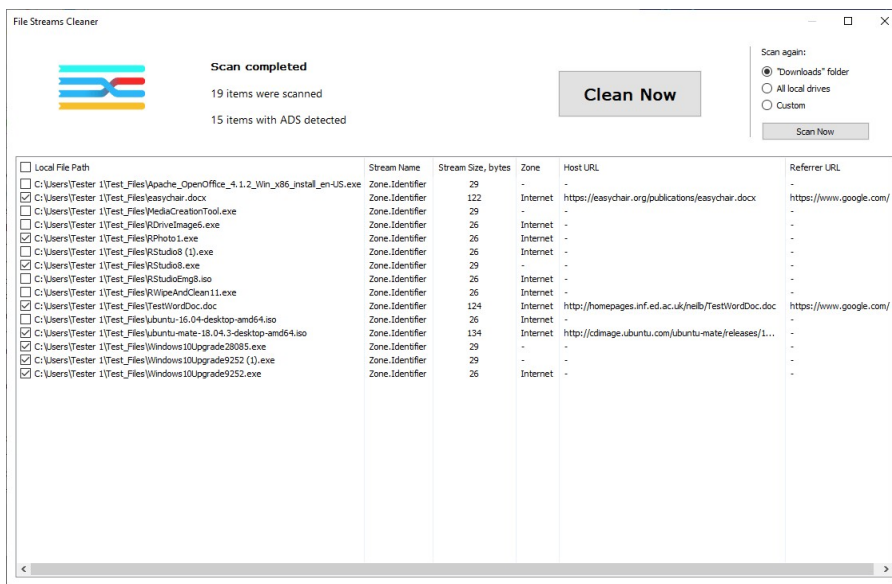 File Streams Cleaner
Scan completed
19 items were scanned
15 items with ADS detected
Clean Now
Scan again:
"Downloads" folder
All local drives
Custom
Scan Now
Local File Path Stream Name Stream Size, bytes Zone Host URL Referrer URL
C:\Users\Tester 1\Test_Files\Apache_OpenOffice_4.1.2_Win_x86_install_en-US.exe Zone.Identifier 29 - - -
C:\Users\Tester 1\Test_Files\easychair.docx Zone.Identifier 122 Internet https://easychair.org/publications/easychair.docx https://www.google.com/
C:\Users\Tester 1\Test_Files\MediaCreationTool.exe Zone.Identifier 29 - - -
C:\Users\Tester 1\Test_Files\RDriveImage6.exe Zone.Identifier 26 Internet - -
C:\Users\Tester 1\Test_Files\RPhoto1.exe Zone.Identifier 26 Internet - -
C:\Users\Tester 1\Test_Files\RStudio8 (1).exe Zone.Identifier 26 Internet - -
C:\Users\Tester 1\Test_Files\RStudio8.exe Zone.Identifier 29 - - -
C:\Users\Tester 1\Test_Files\RStudioEmg8.iso Zone.Identifier 26 Internet - -
C:\Users\Tester 1\Test_Files\RWipeAndClean11.exe Zone.Identifier 26 Internet - -
C:\Users\Tester 1\Test_Files\TestWordDoc.doc Zone.Identifier 124 Internet http://homepages.inf.ed.ac.uk/neilb/TestWordDoc.doc https://www.google.com/
C:\Users\Tester 1\Test_Files\ubuntu-16.04-desktop-amd64.iso Zone.Identifier 26 Internet - -
C:\Users\Tester 1\Test_Files\ubuntu-mate-18.04.3-desktop-amd64.iso Zone.Identifier 134 Internet http://cdimage.ubuntu.com/ubuntu-mate/releases/1... -
C:\Users\Tester 1\Test_Files\Windows10Upgrade28085.exe Zone.Identifier 29 - - -
C:\Users\Tester 1\Test_Files\Windows10Upgrade9252 (1).exe Zone.Identifier 29 - - -
C:\Users\Tester 1\Test_Files\Windows10Upgrade9252.exe Zone.Identifier 26 Internet - -